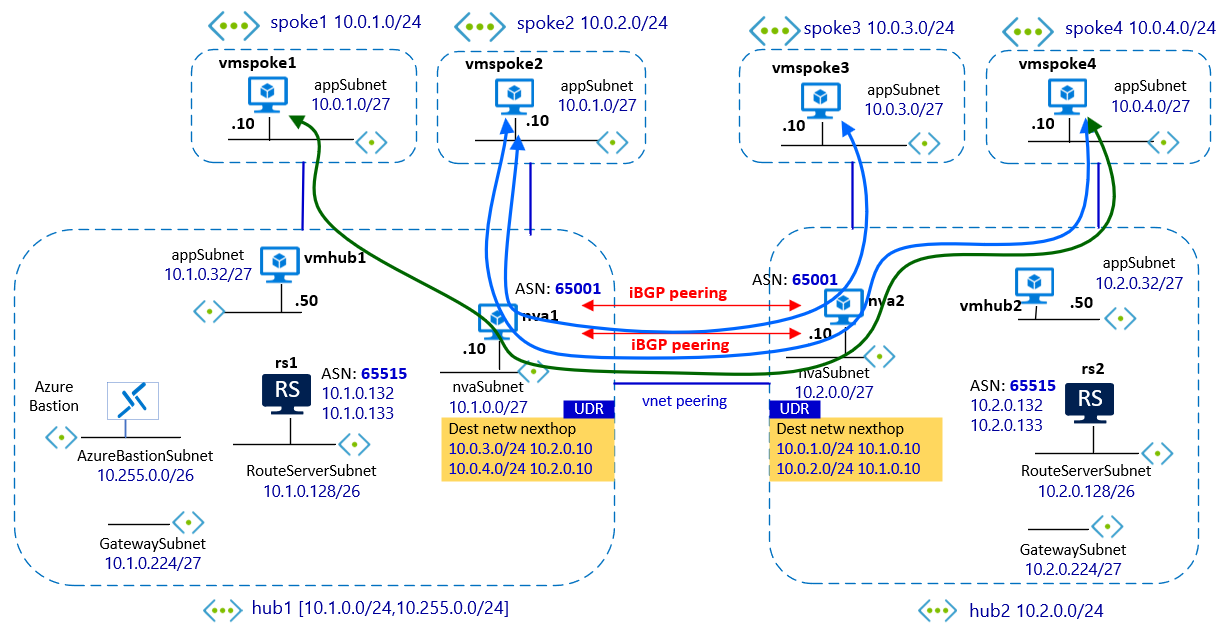 spoke1 10.0.1.0/24
spoke2 10.0.2.0/24
spoke3 10.0.3.0/24
spoke4 10.0.4.0/24
vmspoke1
appSubnet
10.0.1.0/27
.10
vmspoke2
appSubnet
10.0.1.0/27
.10
vmspoke3
appSubnet
10.0.3.0/27
.10
vmspoke4
appSubnet
10.0.4.0/27
.10
appSubnet
10.1.0.32/27
vmhub1
.50
ASN: 65001
nva1
.10
nvaSubnet
10.1.0.0/27
iBGP peering
iBGP peering
ASN: 65001
nva2
.10
nvaSubnet
10.2.0.0/27
appSubnet
10.2.0.32/27
vmhub2
.50
Azure
Bastion
AzureBastionSubnet
10.255.0.0/26
rs1
RS
ASN: 65515
10.1.0.132
10.1.0.133
RouteServerSubnet
10.1.0.128/26
GatewaySubnet
10.1.0.224/27
UDR
Dest netw nexthop
10.0.3.0/24 10.2.0.10
10.0.4.0/24 10.2.0.10
vnet peering
UDR
Dest netw nexthop
10.0.1.0/24 10.1.0.10
10.0.2.0/24 10.1.0.10
rs2
RS
ASN: 65515
10.2.0.132
10.2.0.133
RouteServerSubnet
10.2.0.128/26
GatewaySubnet
10.2.0.224/27
hub1 [10.1.0.0/24,10.255.0.0/24]
hub2 10.2.0.0/24